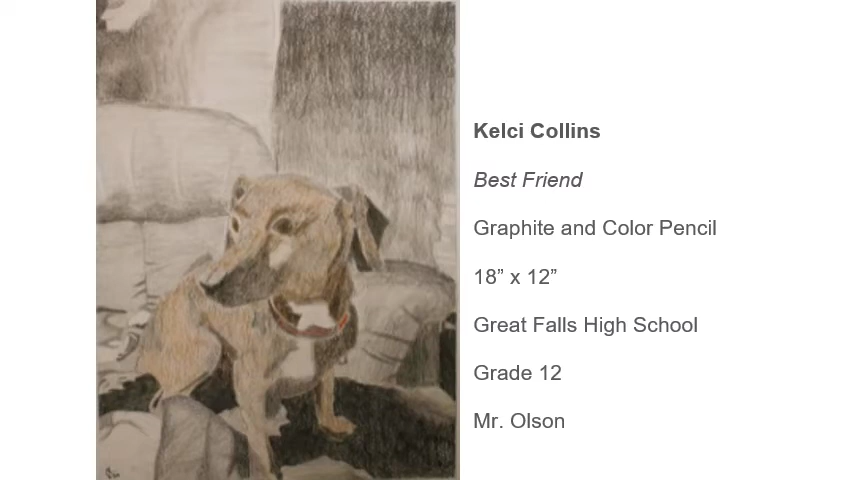 Kelci Collins
Best Friend
Graphite and Color Pencil
18” x 12”
Great Falls High School
Grade 12
Mr. Olson